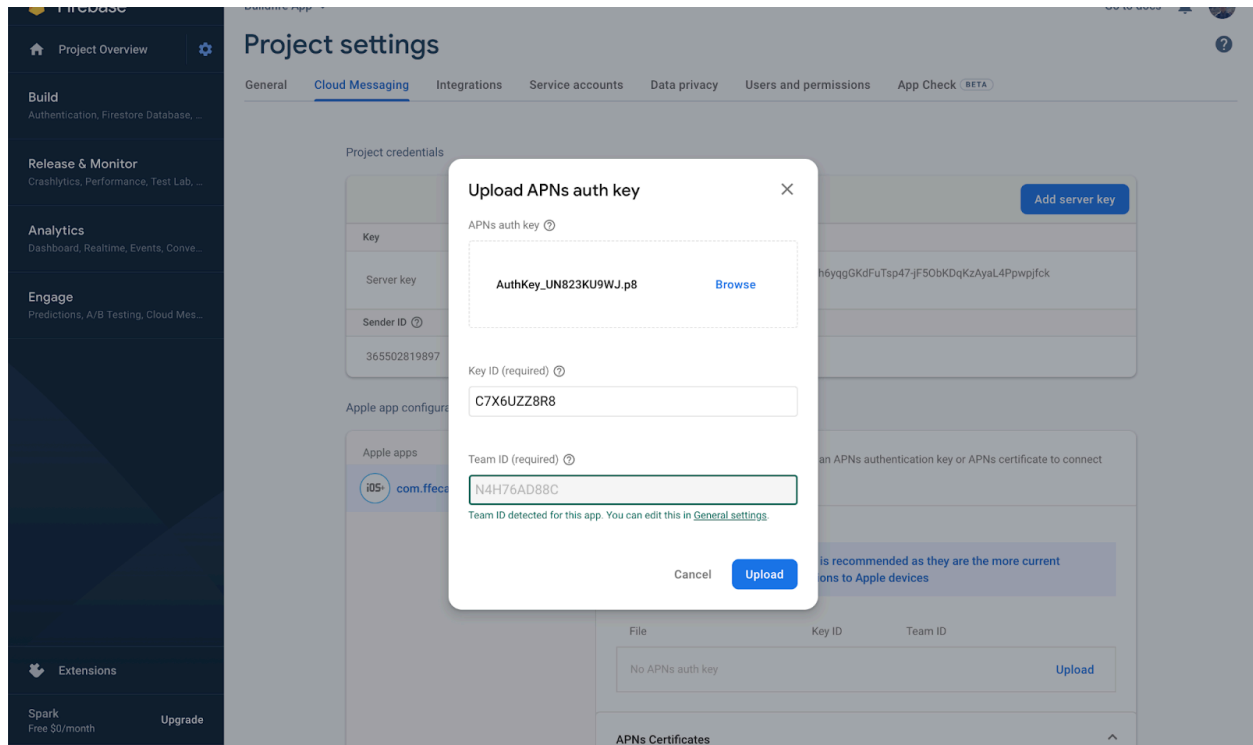 Firebase
Project Overview
Build
Authentication, Firestore Database, ...
Release & Monitor
Crashlytics, Performance, Test Lab, ...
Analytics
Dashboard, Realtime, Events, Conve...
Engage
Predictions, A/B Testing, Cloud Mes...
Extensions
Spark
Free $0/month
Upgrade
App
Go to docs
Project settings
General
Cloud Messaging
Integrations
Service accounts
Data privacy
Users and permissions
App Check BETA
Project credentials
Add server key
Key
Server key
h6yqgGKdFuTsp47-jF5ObKDqKzAyaL4Ppwpjfck
Sender ID
365502819897
Apple app configura
Apple apps
iOS+ com.ffeca
an APNs authentication key or APNs certificate to connect
is recommended as they are the more current
ions to Apple devices
File Key ID Team ID
No APNs auth key Upload
APNs Certificates
Upload APNs auth key
APNs auth key
AuthKey_UN823KU9WJ.p8 Browse
Key ID (required)
C7X6UZZ8R8
Team ID (required)
N4H76AD88C
Team ID detected for this app. You can edit this in General settings.
Cancel Upload